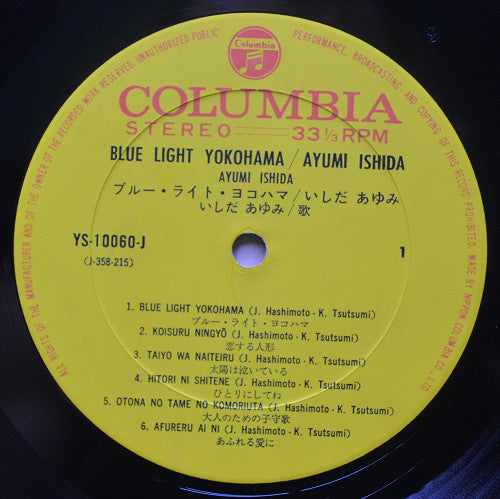 ALL RIGHTS OF THE MANUFACTURER AND OF THE OWNER OF THE RECORDED WORK RESERVED. UNAUTHORIZED PUBLIC PERFORMANCE, BROADCASTING AND COPYING OF THIS RECORD PROHIBITED. MADE BY NIPPON COLUMBIA CO. LTD.
Columbia
COLUMBIA
STEREO 33⅓ RPM
BLUE LIGHT YOKOHAMA / AYUMI ISHIDA
AYUMI ISHIDA
ブルー・ライト・ヨコハマ / いしだ あゆみ
いしだ あゆみ / 歌
YS-10060-J 1
(J-358-215)
1. BLUE LIGHT YOKOHAMA (J. Hashimoto - K. Tsutsumi)
ブルー・ライト・ヨコハマ
2. KOISURU NINGYŌ (J. Hashimoto - K. Tsutsumi)
恋する人形
3. TAIYO WA NAITEIRU (J. Hashimoto - K. Tsutsumi)
太陽は泣いている
4. HITORI NI SHITENE (J. Hashimoto - K. Tsutsumi)
ひとりにしてね
5. OTONA NO TAME NO KOMORIUTA (J. Hashimoto - K. Tsutsumi)
大人のための子守歌
6. AFURERU AI NI (J. Hashimoto - K. Tsutsumi)
あふれる愛に